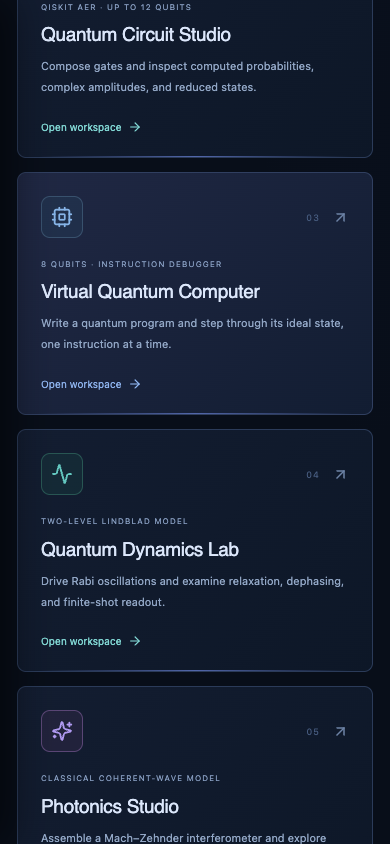 QISKIT AER · UP TO 12 QUBITS
Quantum Circuit Studio
Compose gates and inspect computed probabilities,
complex amplitudes, and reduced states.
Open workspace
03
8 QUBITS · INSTRUCTION DEBUGGER
Virtual Quantum Computer
Write a quantum program and step through its ideal state,
one instruction at a time.
Open workspace
04
TWO-LEVEL LINDBLAD MODEL
Quantum Dynamics Lab
Drive Rabi oscillations and examine relaxation, dephasing,
and finite-shot readout.
Open workspace
05
CLASSICAL COHERENT-WAVE MODEL
Photonics Studio
Assemble a Mach–Zehnder interferometer and explore